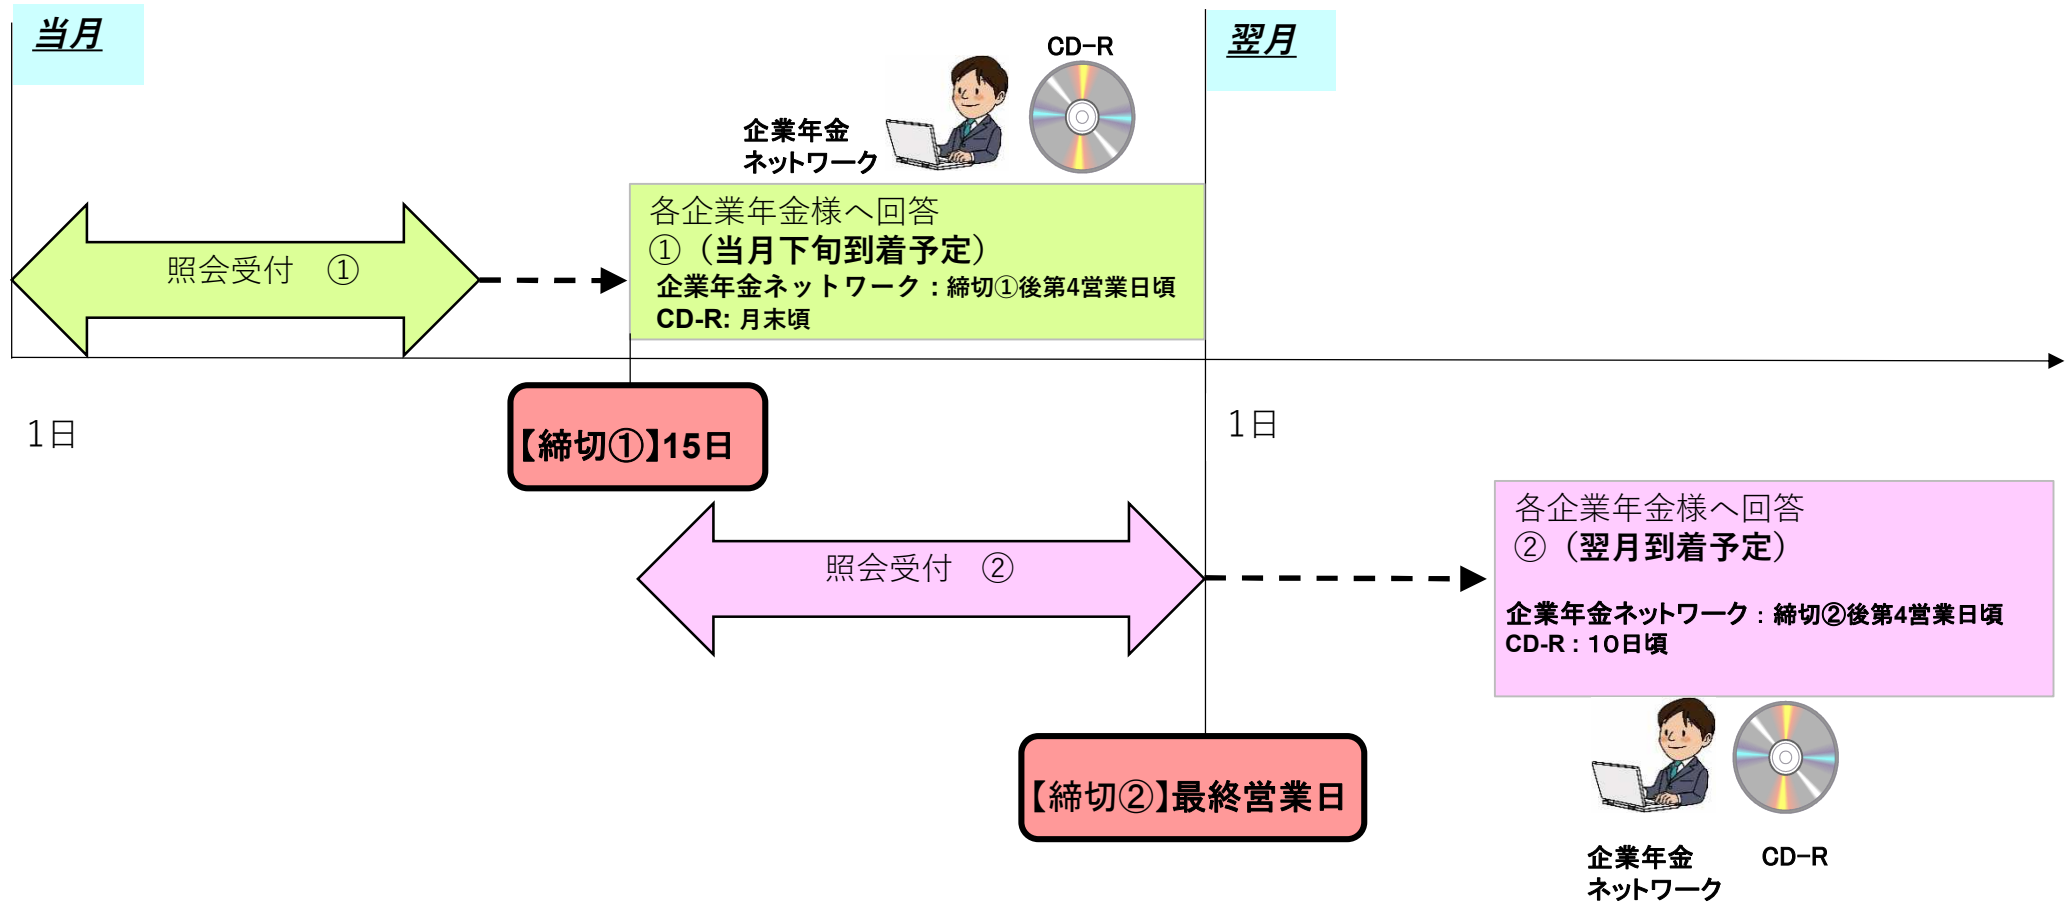 当月
翌月
CD-R
企業年金
ネットワーク
各企業年金様へ回答
①（当月下旬到着予定）
企業年金ネットワーク：締切①後第4営業日頃
CD-R: 月末頃
照会受付　①
1日
【締切①】15日
1日
照会受付　②
各企業年金様へ回答
②（翌月到着予定）
企業年金ネットワーク：締切②後第4営業日頃
CD-R：１０日頃
【締切②】最終営業日
企業年金
ネットワーク
CD-R